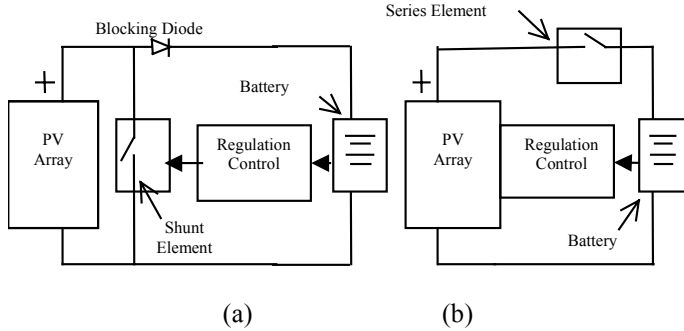 Blocking Diode
+
PV
Array
Battery
Regulation
Control
Shunt
Element
(a)
Series Element
+
PV
Array
Regulation
Control
Battery
(b)